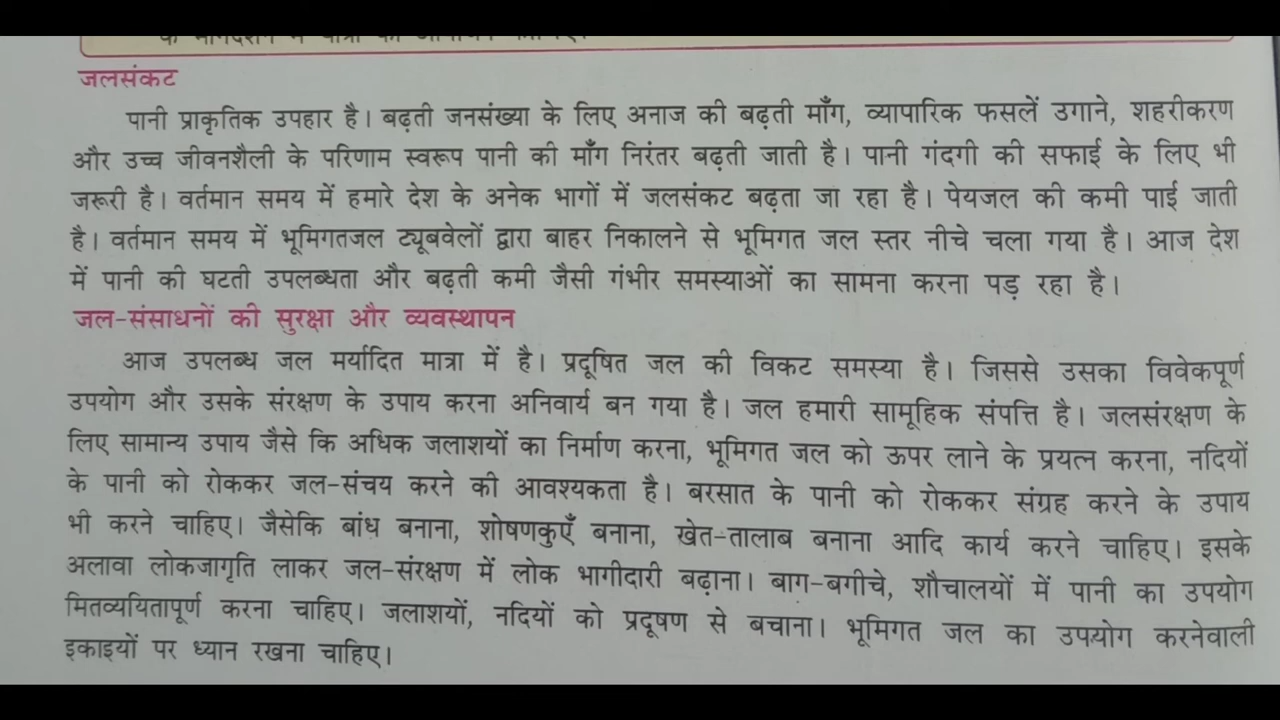 जलसंकट
पानी प्राकृतिक उपहार है। बढ़ती जनसंख्या के लिए अनाज की बढ़ती माँग, व्यापारिक फसलें उगाने, शहरीकरण
और उच्च जीवनशैली के परिणाम स्वरूप पानी की माँग निरंतर बढ़ती जाती है। पानी गंदगी की सफाई के लिए भी
जरूरी है। वर्तमान समय में हमारे देश के अनेक भागों में जलसंकट बढ़ता जा रहा है। पेयजल की कमी पाई जाती
है। वर्तमान समय में भूमिगतजल ट्यूबवेलों द्वारा बाहर निकालने से भूमिगत जल स्तर नीचे चला गया है। आज देश
में पानी की घटती उपलब्धता और बढ़ती कमी जैसी गंभीर समस्याओं का सामना करना पड़ रहा है।
जल-संसाधनों की सुरक्षा और व्यवस्थापन
आज उपलब्ध जल मर्यादित मात्रा में है। प्रदूषित जल की विकट समस्या है। जिससे उसका विवेकपूर्ण
उपयोग और उसके संरक्षण के उपाय करना अनिवार्य बन गया है। जल हमारी सामूहिक संपत्ति है। जलसंरक्षण के
लिए सामान्य उपाय जैसे कि अधिक जलाशयों का निर्माण करना, भूमिगत जल को ऊपर लाने के प्रयत्न करना, नदियों
के पानी को रोककर जल-संचय करने की आवश्यकता है। बरसात के पानी को रोककर संग्रह करने के उपाय
भी करने चाहिए। जैसेकि बांध बनाना, शोषणकुएँ बनाना, खेत-तालाब बनाना आदि कार्य करने चाहिए। इसके
अलावा लोकजागृति लाकर जल-संरक्षण में लोक भागीदारी बढ़ाना। बाग-बगीचे, शौचालयों में पानी का उपयोग
मितव्ययितापूर्ण करना चाहिए। जलाशयों, नदियों को प्रदूषण से बचाना। भूमिगत जल का उपयोग करनेवाली
इकाइयों पर ध्यान रखना चाहिए।